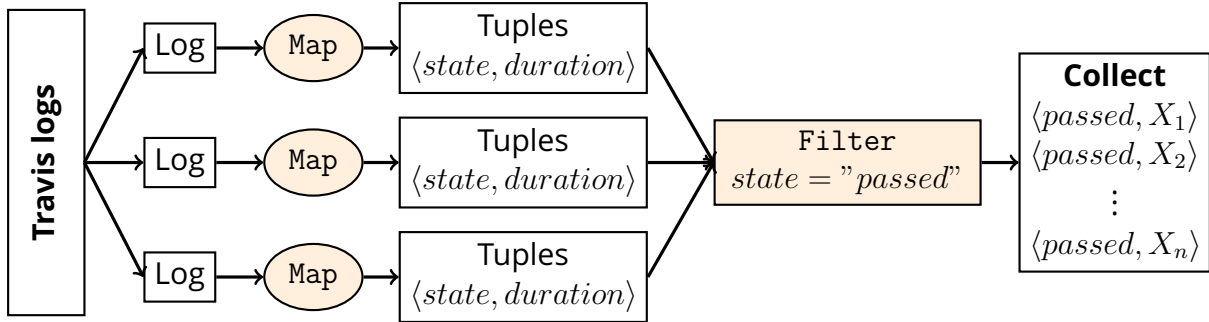 Travis logs
Log
Map
Tuples
⟨state, duration⟩
Log
Map
Tuples
⟨state, duration⟩
Log
Map
Tuples
⟨state, duration⟩
Filter
state = ”passed”
Collect
⟨passed, X₁⟩
⟨passed, X₂⟩
⋮
⟨passed, Xₙ⟩